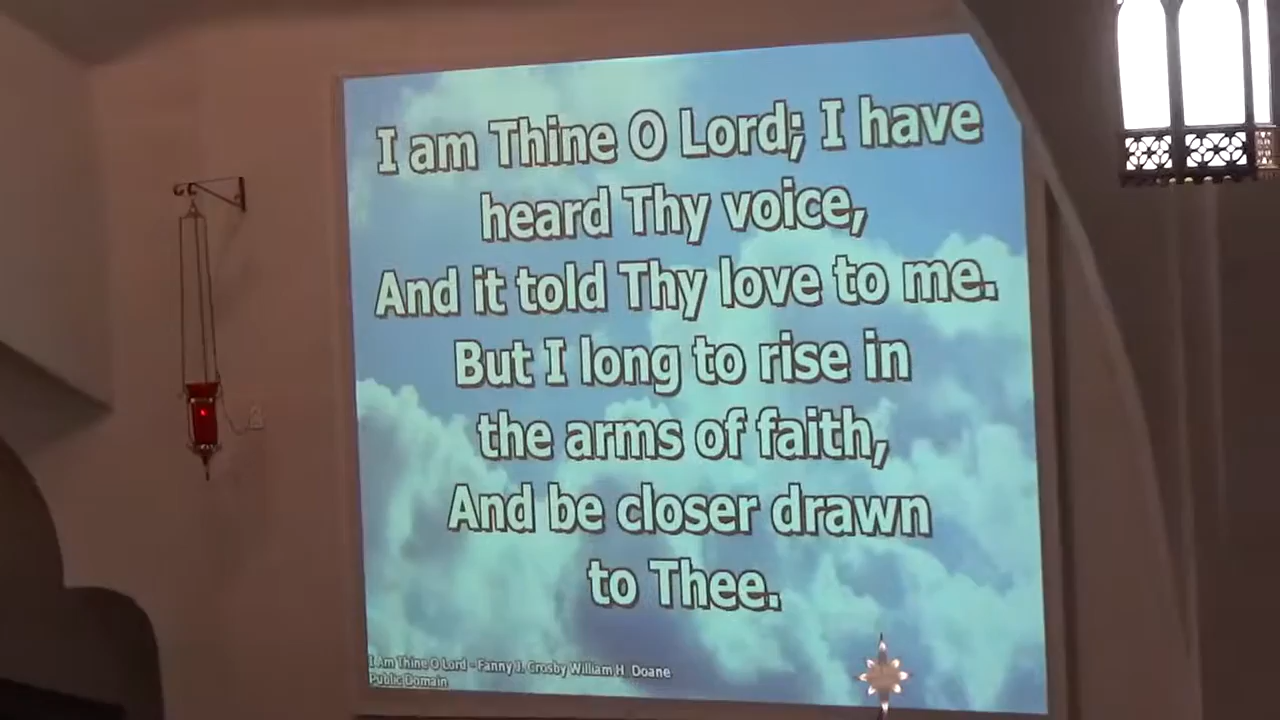 I am Thine O Lord; I have
heard Thy voice,
And it told Thy love to me.
But I long to rise in
the arms of faith,
And be closer drawn
to Thee.
I Am Thine O Lord - Fanny J. Crosby William H. Doane
Public Domain